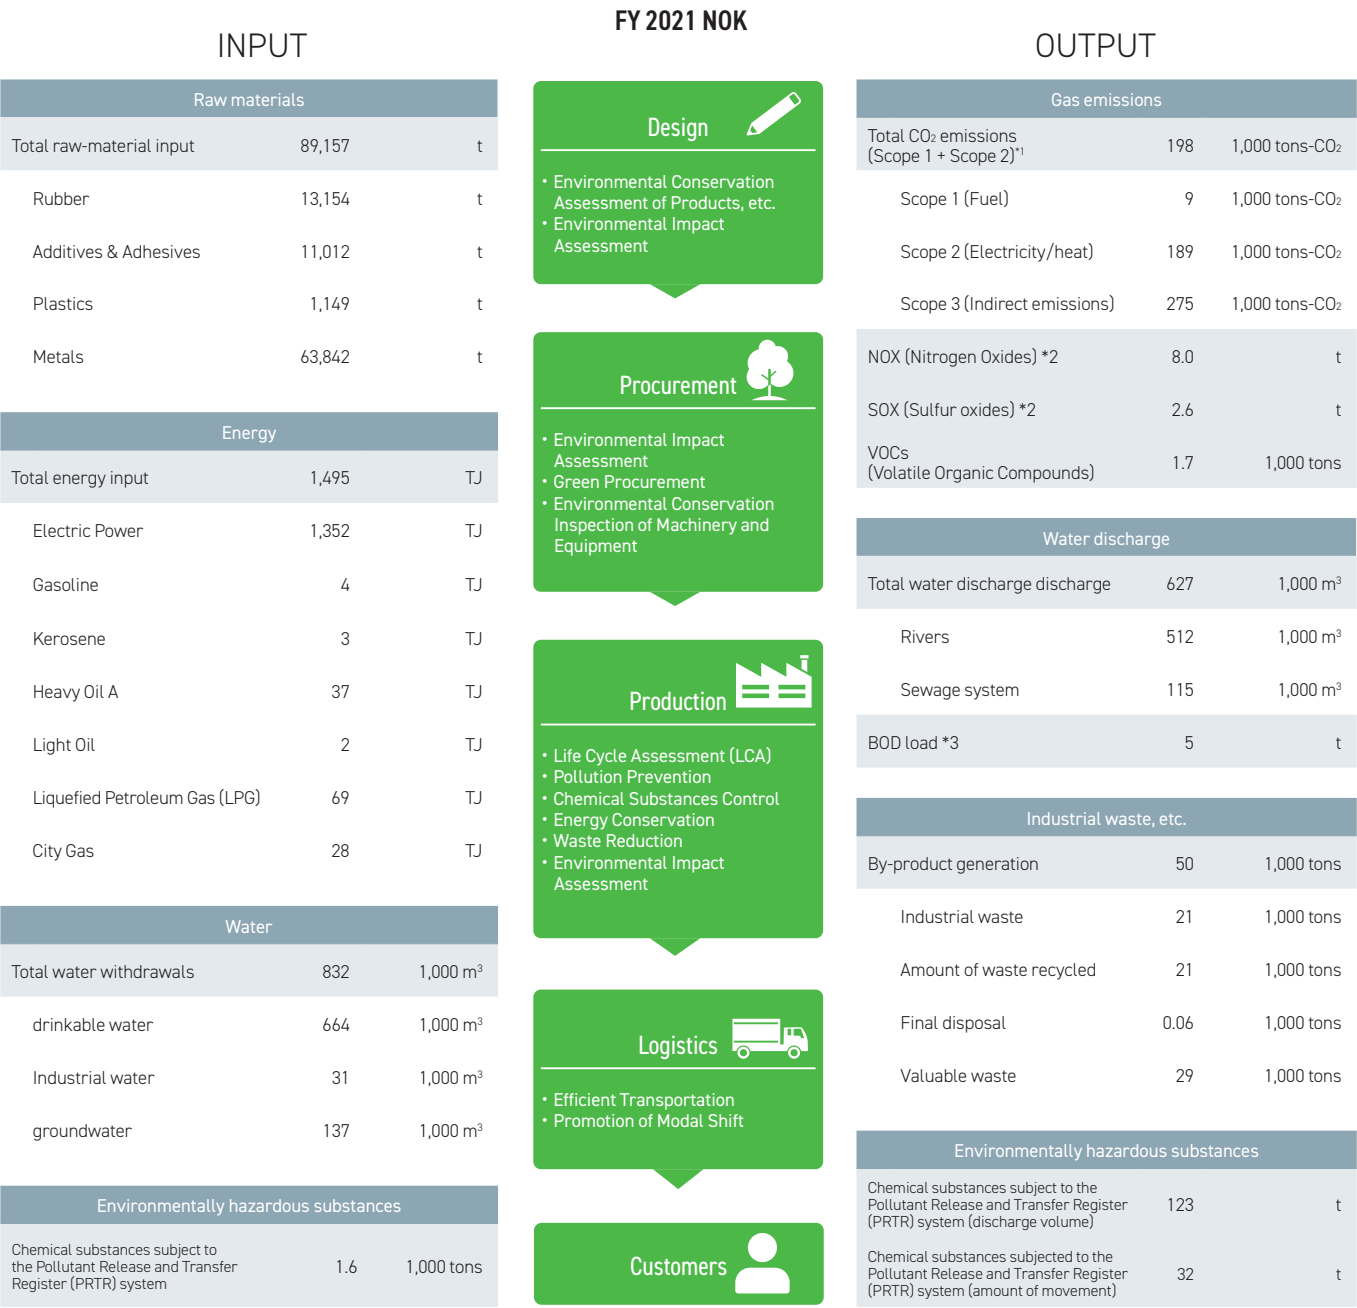 FY 2021 NOK
INPUT
Raw materials
Total raw-material input 89,157 t
Rubber 13,154 t
Additives & Adhesives 11,012 t
Plastics 1,149 t
Metals 63,842 t
Energy
Total energy input 1,495 TJ
Electric Power 1,352 TJ
Gasoline 4 TJ
Kerosene 3 TJ
Heavy Oil A 37 TJ
Light Oil 2 TJ
Liquefied Petroleum Gas (LPG) 69 TJ
City Gas 28 TJ
Water
Total water withdrawals 832 1,000 m³
drinkable water 664 1,000 m³
Industrial water 31 1,000 m³
groundwater 137 1,000 m³
Environmentally hazardous substances
Chemical substances subject to
the Pollutant Release and Transfer 1.6 1,000 tons
Register (PRTR) system
Design
・Environmental Conservation
Assessment of Products, etc.
・Environmental Impact
Assessment
Procurement
・Environmental Impact
Assessment
・Green Procurement
・Environmental Conservation
Inspection of Machinery and
Equipment
Production
・Life Cycle Assessment (LCA)
・Pollution Prevention
・Chemical Substances Control
・Energy Conservation
・Waste Reduction
・Environmental Impact
Assessment
Logistics
・Efficient Transportation
・Promotion of Modal Shift
Customers
OUTPUT
Gas emissions
Total CO₂ emissions
(Scope 1 + Scope 2)*1 198 1,000 tons-CO₂
Scope 1 (Fuel) 9 1,000 tons-CO₂
Scope 2 (Electricity/heat) 189 1,000 tons-CO₂
Scope 3 (Indirect emissions) 275 1,000 tons-CO₂
NOX (Nitrogen Oxides) *2 8.0 t
SOX (Sulfur oxides) *2 2.6 t
VOCs
(Volatile Organic Compounds) 1.7 1,000 tons
Water discharge
Total water discharge discharge 627 1,000 m³
Rivers 512 1,000 m³
Sewage system 115 1,000 m³
BOD load *3 5 t
Industrial waste, etc.
By-product generation 50 1,000 tons
Industrial waste 21 1,000 tons
Amount of waste recycled 21 1,000 tons
Final disposal 0.06 1,000 tons
Valuable waste 29 1,000 tons
Environmentally hazardous substances
Chemical substances subject to the
Pollutant Release and Transfer Register 123 t
(PRTR) system (discharge volume)
Chemical substances subjected to the
Pollutant Release and Transfer Register 32 t
(PRTR) system (amount of movement)